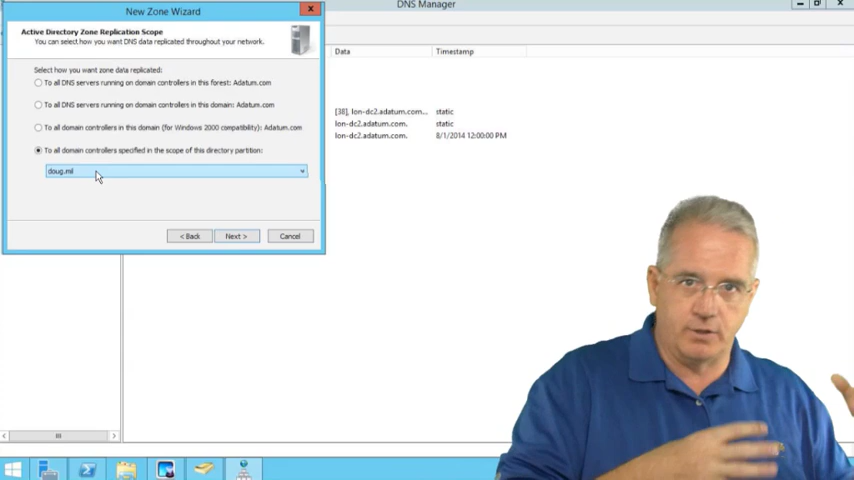 New Zone Wizard
X
DNS Manager
Active Directory Zone Replication Scope
You can select how you want DNS data replicated throughout your network.
Data
Timestamp
Select how you want zone data replicated:
To all DNS servers running on domain controllers in this forest: Adatum.com
To all DNS servers running on domain controllers in this domain: Adatum.com
To all domain controllers in this domain (for Windows 2000 compatibility): Adatum.com
To all domain controllers specified in the scope of this directory partition:
doug.mil
[38], lon-dc2.adatum.com... static
lon-dc2.adatum.com. static
lon-dc2.adatum.com. 8/1/2014 12:00:00 PM
< Back
Next >
Cancel